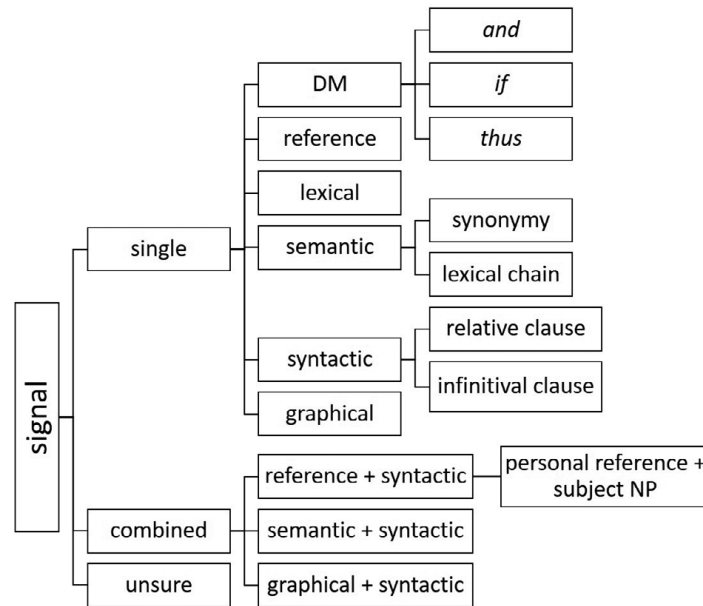 and
DM
if
thus
reference
lexical
single
semantic
synonymy
lexical chain
syntactic
relative clause
infinitival clause
graphical
signal
combined
reference + syntactic
personal reference +
subject NP
semantic + syntactic
unsure
graphical + syntactic